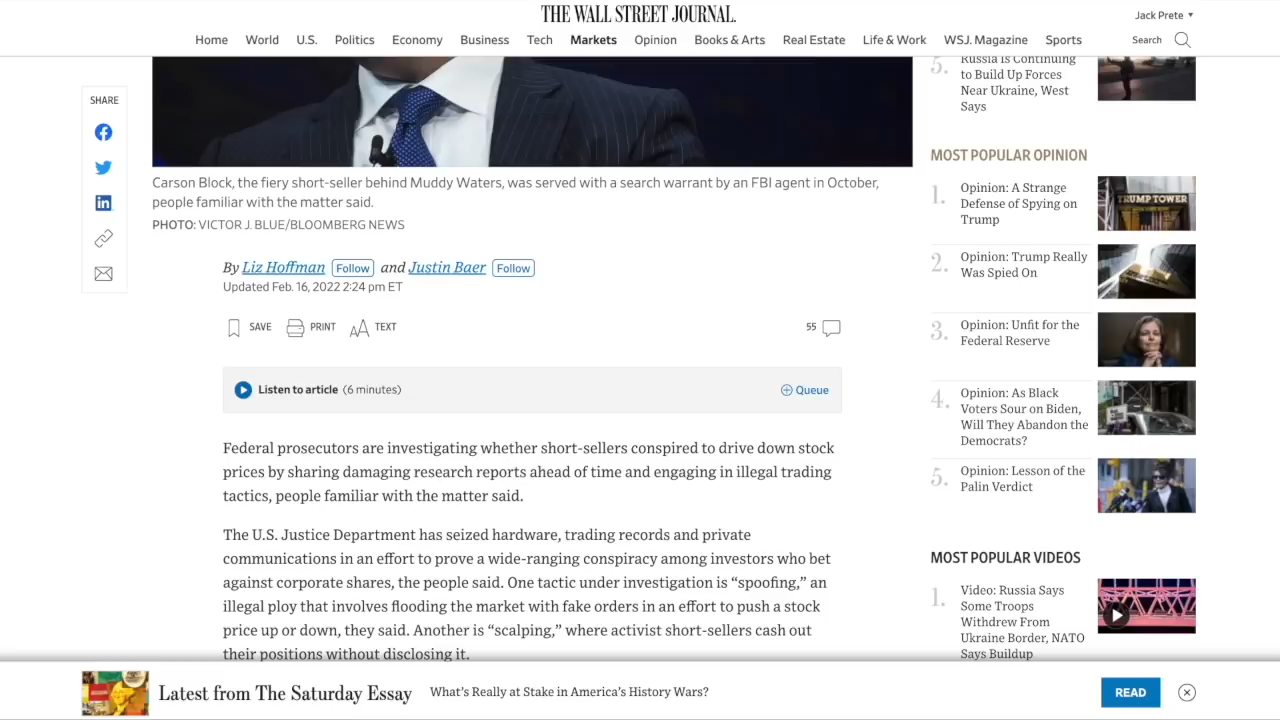 THE WALL STREET JOURNAL.
Jack Prete ▼
Home World U.S. Politics Economy Business Tech Markets Opinion Books & Arts Real Estate Life & Work WSJ. Magazine Sports
Search
SHARE
Carson Block, the fiery short-seller behind Muddy Waters, was served with a search warrant by an FBI agent in October,
people familiar with the matter said.
PHOTO: VICTOR J. BLUE/BLOOMBERG NEWS
By Liz Hoffman Follow and Justin Baer Follow
Updated Feb. 16, 2022 2:24 pm ET
SAVE PRINT AA TEXT
55
Listen to article (6 minutes)
Queue
Federal prosecutors are investigating whether short-sellers conspired to drive down stock
prices by sharing damaging research reports ahead of time and engaging in illegal trading
tactics, people familiar with the matter said.
The U.S. Justice Department has seized hardware, trading records and private
communications in an effort to prove a wide-ranging conspiracy among investors who bet
against corporate shares, the people said. One tactic under investigation is “spoofing,” an
illegal ploy that involves flooding the market with fake orders in an effort to push a stock
price up or down, they said. Another is “scalping,” where activist short-sellers cash out
their positions without disclosing it.
5. Russia Is Continuing
to Build Up Forces
Near Ukraine, West
Says
MOST POPULAR OPINION
1. Opinion: A Strange
Defense of Spying on
Trump
TRUMP TOWER
2. Opinion: Trump Really
Was Spied On
3. Opinion: Unfit for the
Federal Reserve
4. Opinion: As Black
Voters Sour on Biden,
Will They Abandon the
Democrats?
5. Opinion: Lesson of the
Palin Verdict
MOST POPULAR VIDEOS
1. Video: Russia Says
Some Troops
Withdrew From
Ukraine Border, NATO
Says Buildup
Latest from The Saturday Essay
What’s Really at Stake in America’s History Wars?
READ